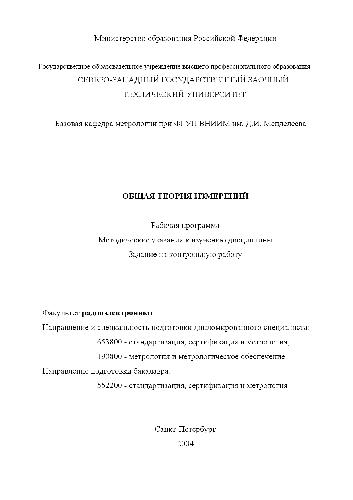 Министерство образования Российской Федерации
Государственное образовательное учреждение высшего профессионального образования
СЕВЕРО-ЗАПАДНЫЙ ГОСУДАРСТВЕННЫЙ ЗАОЧНЫЙ
ТЕХНИЧЕСКИЙ УНИВЕРСИТЕТ
Базовая кафедра метрологии при ФГУП ВНИИМ им. Д.И. Менделеева
ОБЩАЯ ТЕОРИЯ ИЗМЕРЕНИЙ
Рабочая программа
Методические указания к изучению дисциплины
Задание на контрольную работу
Факультет радиоэлектроники
Направление и специальность подготовки дипломированного специалиста:
653800 - стандартизация, сертификация и метрология,
190800 - метрология и метрологическое обеспечение
Направление подготовки бакалавра:
552200 - стандартизация, сертификация и метрология
Санкт-Петербург
2004